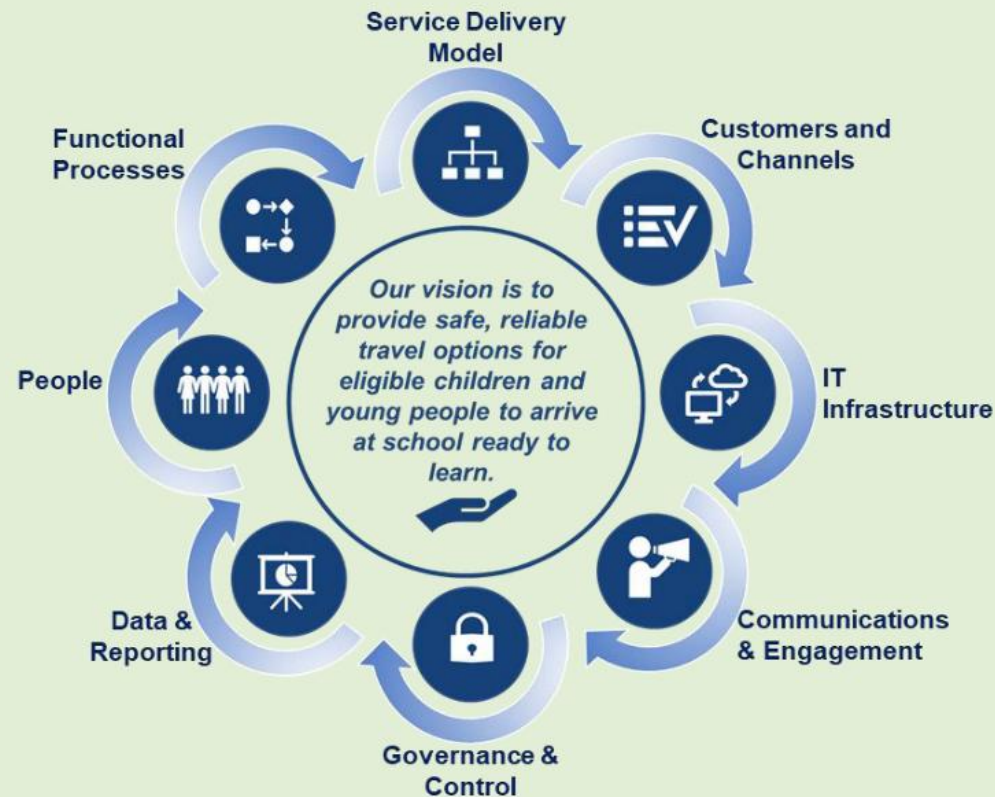 Service Delivery
Model
Customers and
Channels
IT
Infrastructure
Communications
& Engagement
Governance &
Control
Data &
Reporting
People
Functional
Processes
Our vision is to
provide safe, reliable
travel options for
eligible children and
young people to arrive
at school ready to
learn.